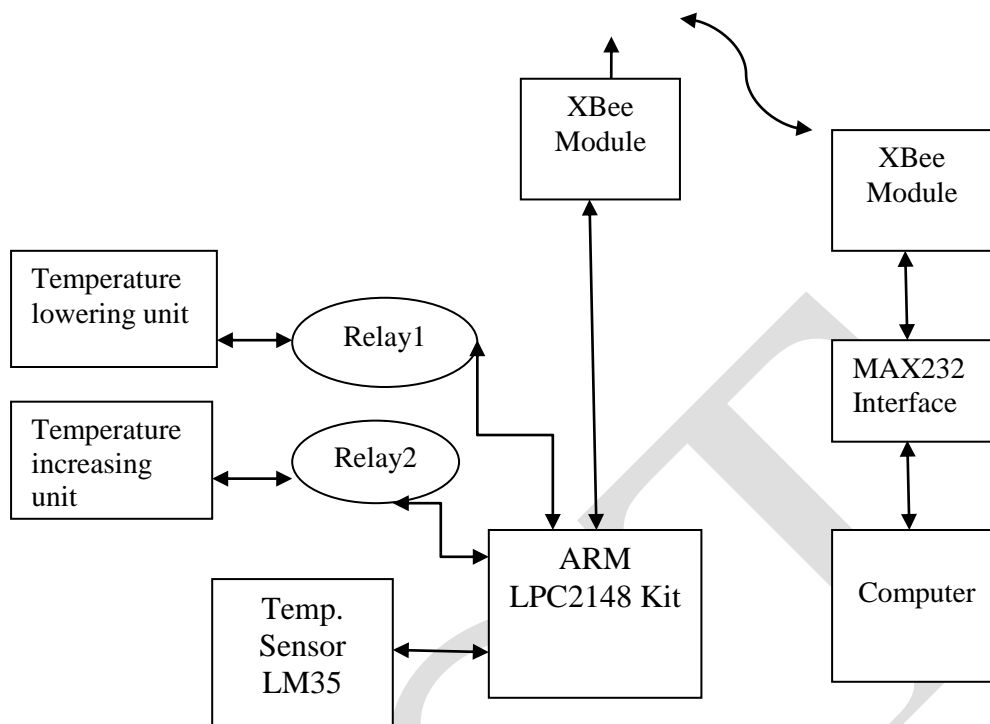 XBee
Module
XBee
Module
Temperature
lowering unit
Relay1
MAX232
Interface
Temperature
increasing
unit
Relay2
ARM
LPC2148 Kit
Computer
Temp.
Sensor
LM35